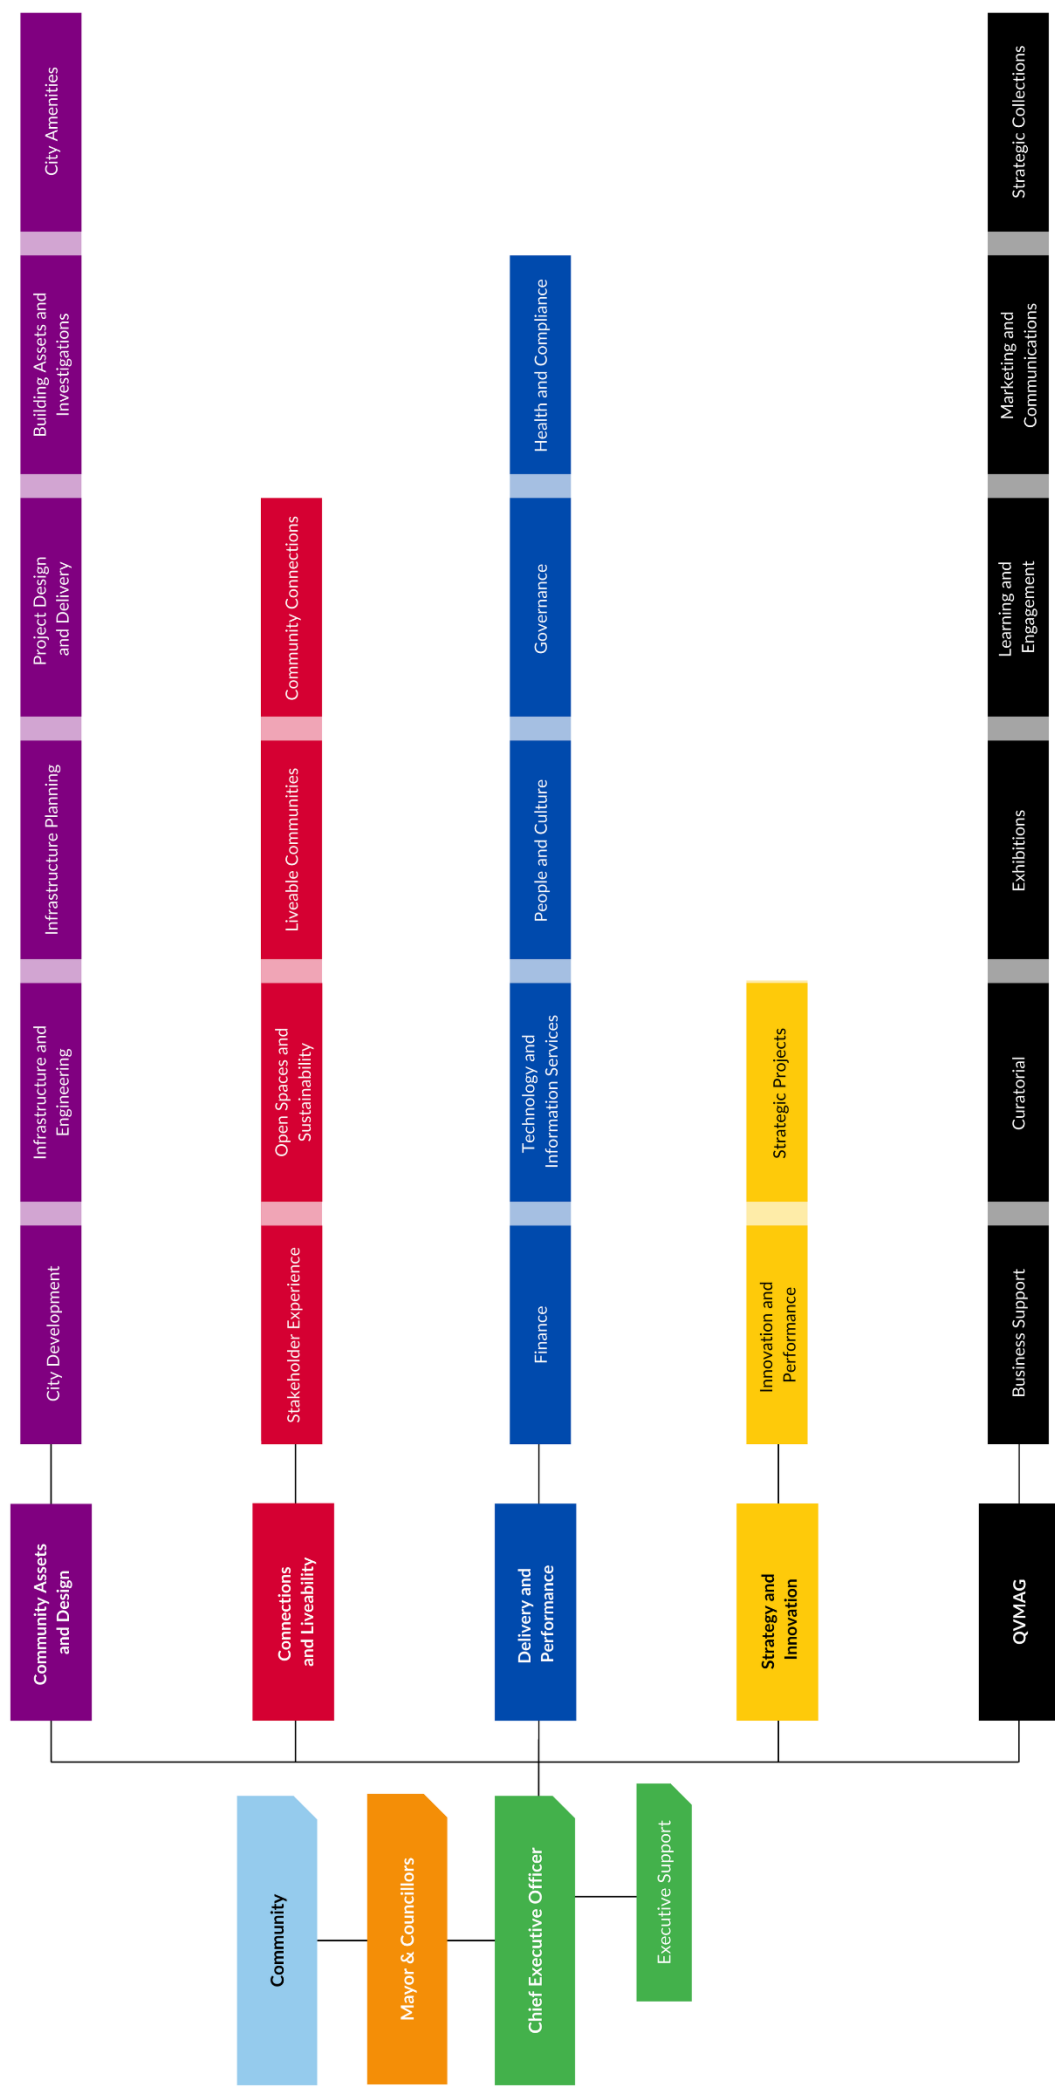 Community
Mayor & Councillors
Chief Executive Officer
Executive Support
Community Assets
and Design
City Development
Infrastructure and
Engineering
Infrastructure Planning
Project Design
and Delivery
Building Assets and
Investigations
City Amenities
Connections
and Liveability
Stakeholder Experience
Open Spaces and
Sustainability
Liveable Communities
Community Connections
Delivery and
Performance
Finance
Technology and
Information Services
People and Culture
Governance
Health and Compliance
Strategy and
Innovation
Innovation and
Performance
Strategic Projects
QVMAG
Business Support
Curatorial
Exhibitions
Learning and
Engagement
Marketing and
Communications
Strategic Collections